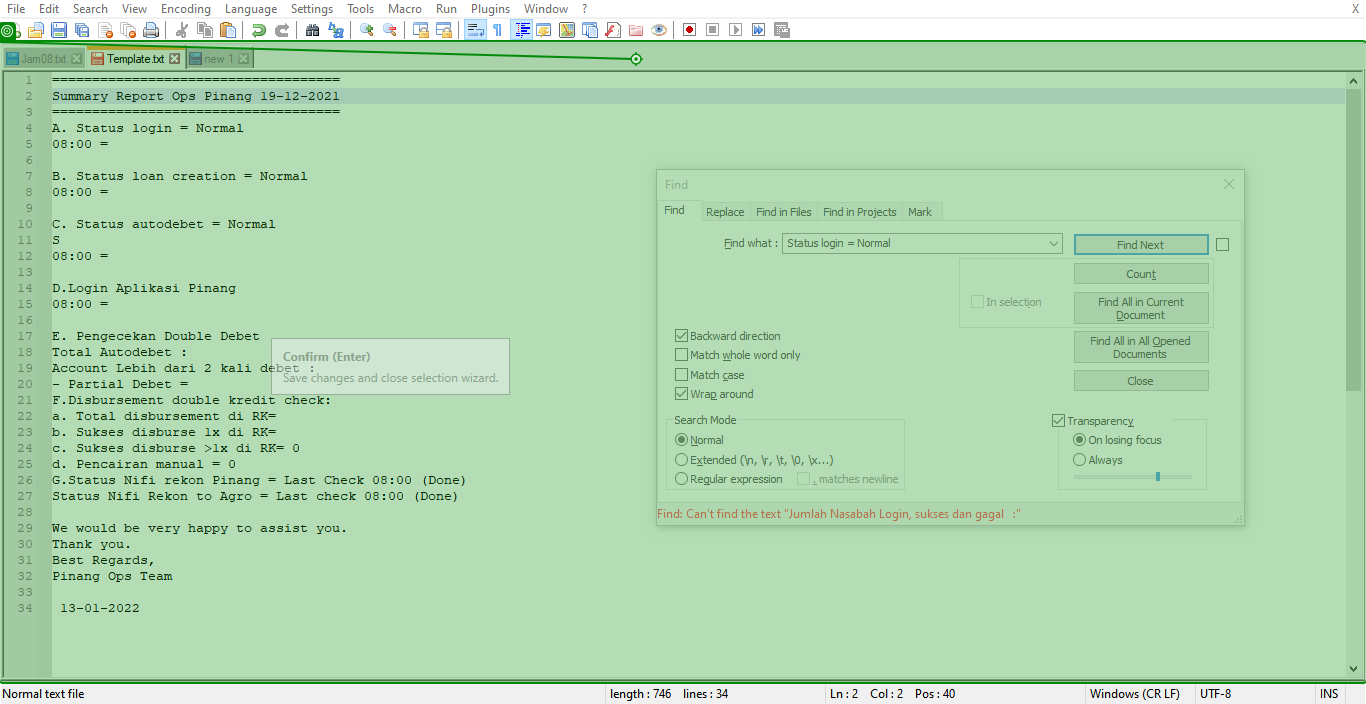 File Edit Search View Encoding Language Settings Tools Macro Run Plugins Window ? X
Jam08.txt Template.txt new 1
1 ====================================
2 Summary Report Ops Pinang 19-12-2021
3 ====================================
4 A. Status login = Normal
5 08:00 =
6
7 B. Status loan creation = Normal
8 08:00 =
9
10 C. Status autodebet = Normal
11 S
12 08:00 =
13
14 D.Login Aplikasi Pinang
15 08:00 =
16
17 E. Pengecekan Double Debet
18 Total Autodebet :
19 Account Lebih dari 2 kali debet :
20 - Partial Debet =
21 F.Disbursement double kredit check:
22 a. Total disbursement di RK=
23 b. Sukses disburse 1x di RK=
24 c. Sukses disburse >1x di RK= 0
25 d. Pencairan manual = 0
26 G.Status Nifi rekon Pinang = Last Check 08:00 (Done)
27 Status Nifi Rekon to Agro = Last check 08:00 (Done)
28
29 We would be very happy to assist you.
30 Thank you.
31 Best Regards,
32 Pinang Ops Team
33
34 13-01-2022
Confirm (Enter)
Save changes and close selection wizard.
Find
Find Replace Find in Files Find in Projects Mark
Find what : Status login = Normal Find Next
Count
In selection Find All in Current
Document
Find All in All Opened
Documents
Close
Backward direction
Match whole word only
Match case
Wrap around
Search Mode
Normal
Extended (\n, \r, \t, \0, \x...)
Regular expression . matches newline
Transparency
On losing focus
Always
Find: Can't find the text "Jumlah Nasabah Login, sukses dan gagal :"
Normal text file length : 746 lines : 34 Ln : 2 Col : 2 Pos : 40 Windows (CR LF) UTF-8 INS